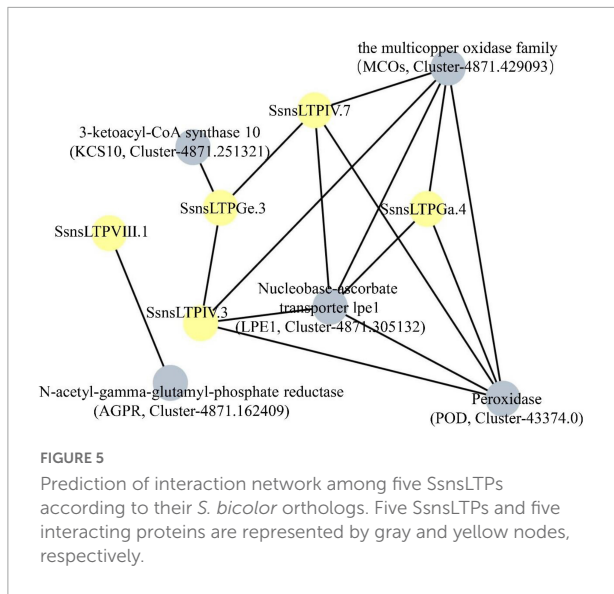 the multicopper oxidase family
(MCOs, Cluster-4871.429093)
SsnsLTPIV.7
3-ketoacyl-CoA synthase 10
(KCS10, Cluster-4871.251321)
SsnsLTPGe.3
SsnsLTPGa.4
SsnsLTPVIII.1
Nucleobase-ascorbate
transporter lpe1
(LPE1, Cluster-4871.305132)
SsnsLTPIV.3
N-acetyl-gamma-glutamyl-phosphate reductase
(AGPR, Cluster-4871.162409)
Peroxidase
(POD, Cluster-43374.0)
FIGURE 5
Prediction of interaction network among five SsnsLTPs
according to their S. bicolor orthologs. Five SsnsLTPs and five
interacting proteins are represented by gray and yellow nodes,
respectively.